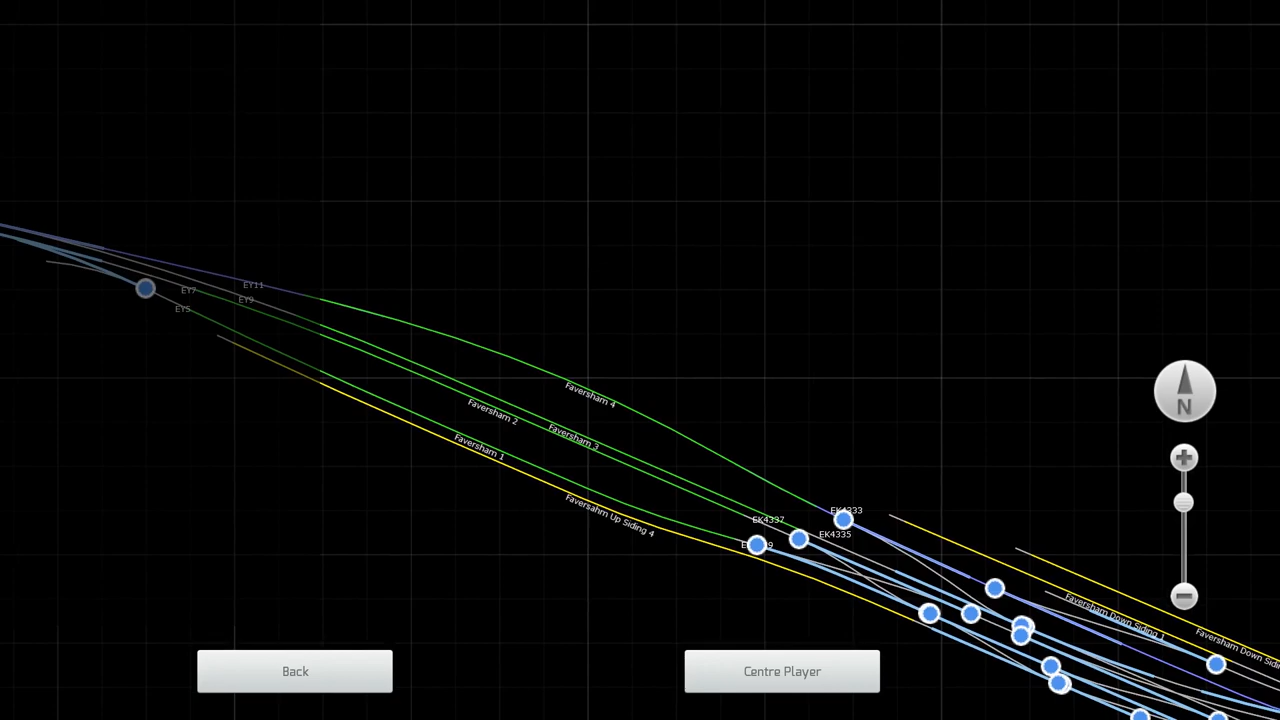 EY11
EY7
EY9
EY5
Faversham 4
Faversham 2
Faversham 3
Faversham 1
Faversahm Up Siding 4
EK4333
EK4337
EK4335
N
Faversham Down Siding 1
Faversham Down
Back
Centre Player